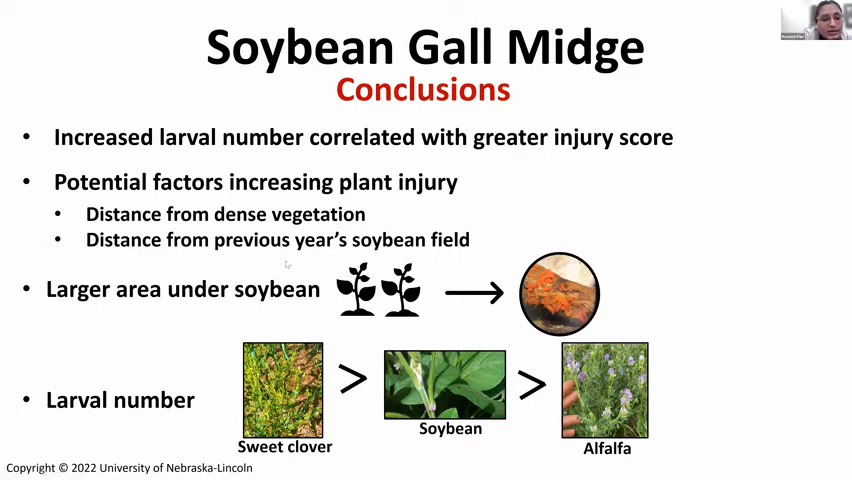 Soybean Gall Midge
Conclusions
• Increased larval number correlated with greater injury score
• Potential factors increasing plant injury
• Distance from dense vegetation
• Distance from previous year's soybean field
• Larger area under soybean
• Larval number
>
>
Sweet clover
Soybean
Alfalfa
Copyright © 2022 University of Nebraska-Lincoln